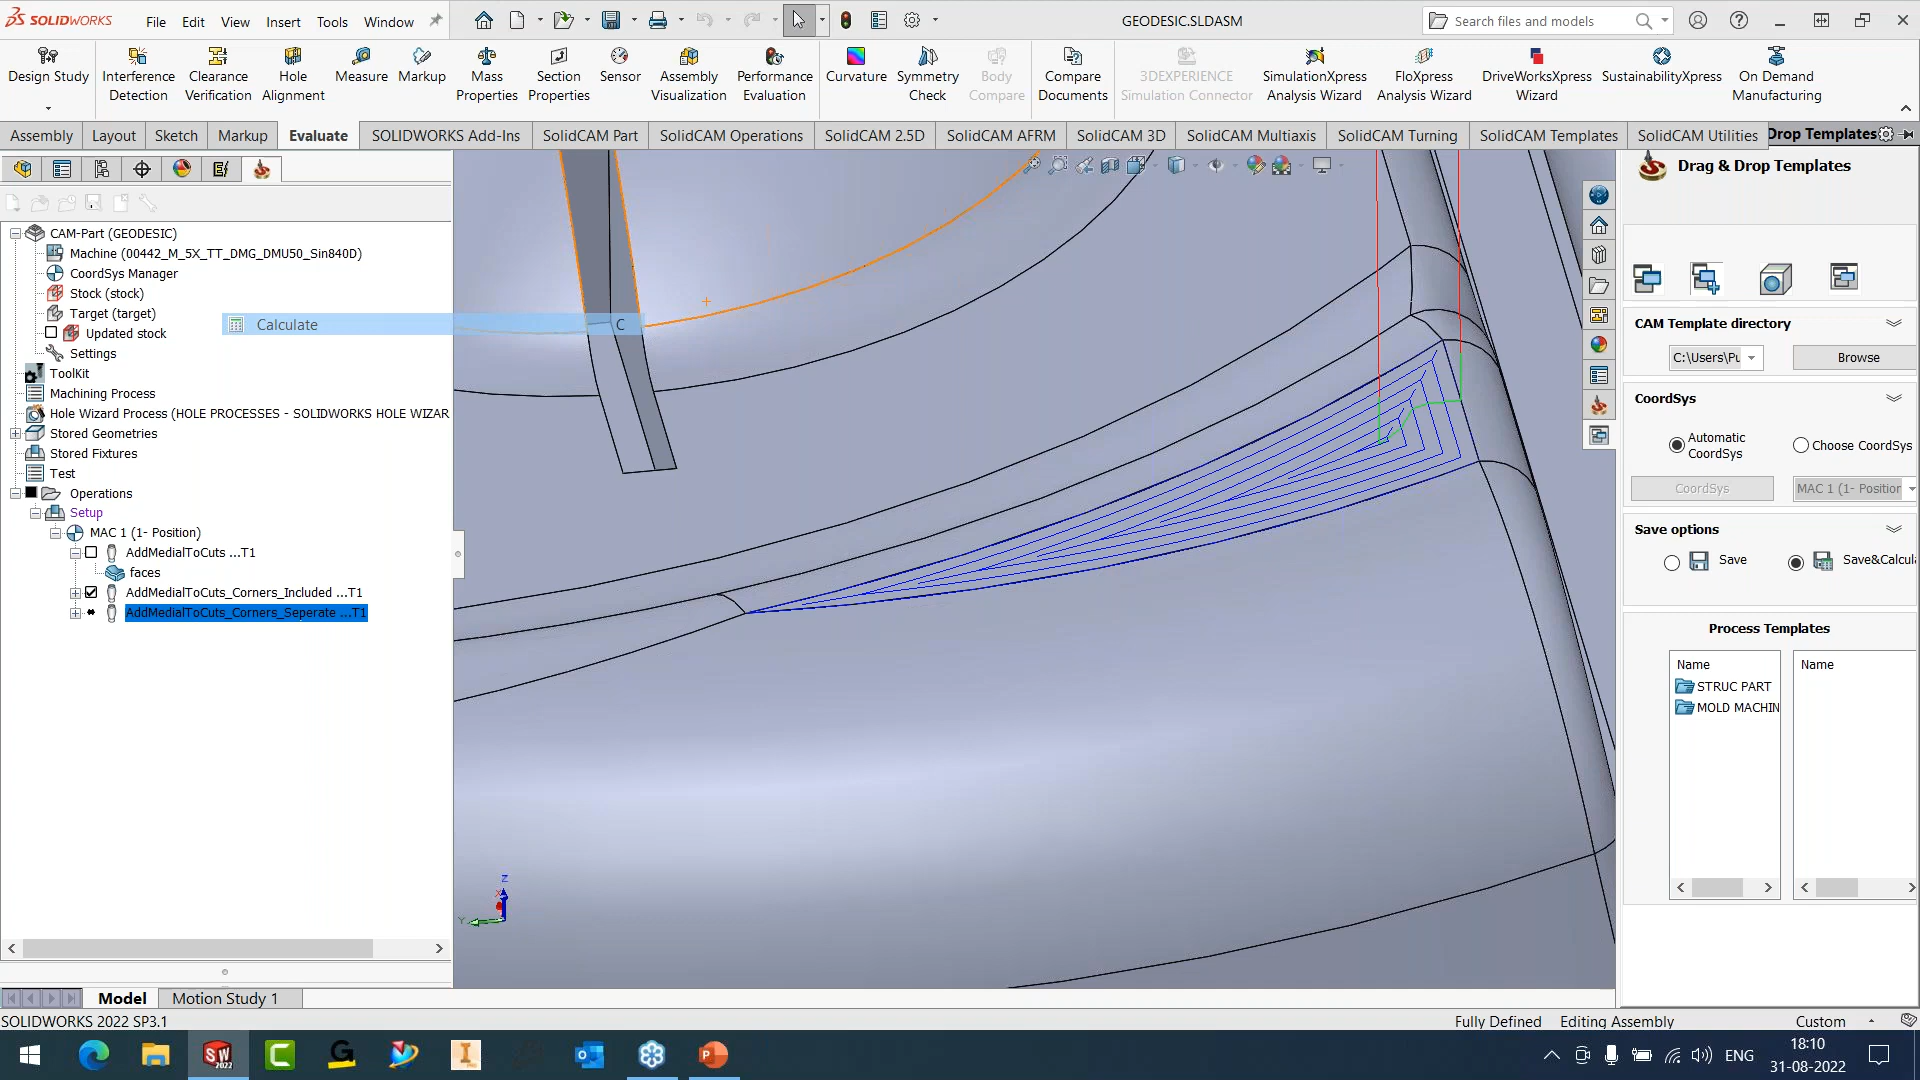 SOLIDWORKS File Edit View Insert Tools Window GEODESIC.SLDASM Search files and models
Design Study
Interference Detection
Clearance Verification
Hole Alignment
Measure
Markup
Mass Properties
Section Properties
Sensor
Assembly Visualization
Performance Evaluation
Curvature
Symmetry Check
Body Compare
Compare Documents
3DEXPERIENCE Simulation Connector
SimulationXpress Analysis Wizard
FloXpress Analysis Wizard
DriveWorksXpress Wizard
SustainabilityXpress
On Demand Manufacturing
Assembly Layout Sketch Markup Evaluate SOLIDWORKS Add-Ins SolidCAM Part SolidCAM Operations SolidCAM 2.5D SolidCAM AFRM SolidCAM 3D SolidCAM Multiaxis SolidCAM Turning SolidCAM Templates SolidCAM Utilities Drop Templates
Drag & Drop Templates
CAM-Part (GEODESIC)
Machine (00442_M_5X_TT_DMG_DMU50_Sin840D)
CoordSys Manager
Stock (stock)
Target (target)
Updated stock
Calculate C
Settings
ToolKit
Machining Process
Hole Wizard Process (HOLE PROCESSES - SOLIDWORKS HOLE WIZAR
Stored Geometries
Stored Fixtures
Test
Operations
Setup
MAC 1 (1- Position)
AddMedialToCuts ...T1
faces
AddMedialToCuts_Corners_Included ...T1
AddMedialToCuts_Corners_Seperate ...T1
CAM Template directory
C:\Users\Pu Browse
CoordSys
Automatic CoordSys
Choose CoordSys
CoordSys MAC 1 (1- Position
Save options
Save Save&Calcula
Process Templates
Name Name
STRUC PART
MOLD MACHIN
Z
X
Y
Model Motion Study 1
SOLIDWORKS 2022 SP3.1 Fully Defined Editing Assembly Custom
ENG
18:10
31-08-2022